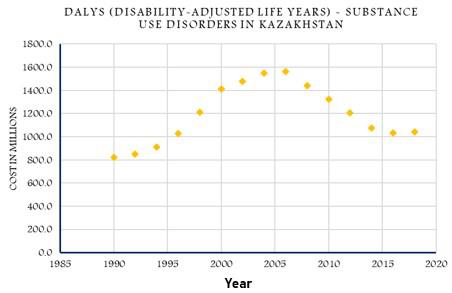 DALYS (DISABILITY-ADJUSTED LIFE YEARS) - SUBSTANCE
USE DISORDERS IN KAZAKHSTAN
COST IN MILLIONS
1800.0
1600.0
1400.0
1200.0
1000.0
800.0
600.0
400.0
200.0
0.0
1985 1990 1995 2000 2005 2010 2015 2020
Year